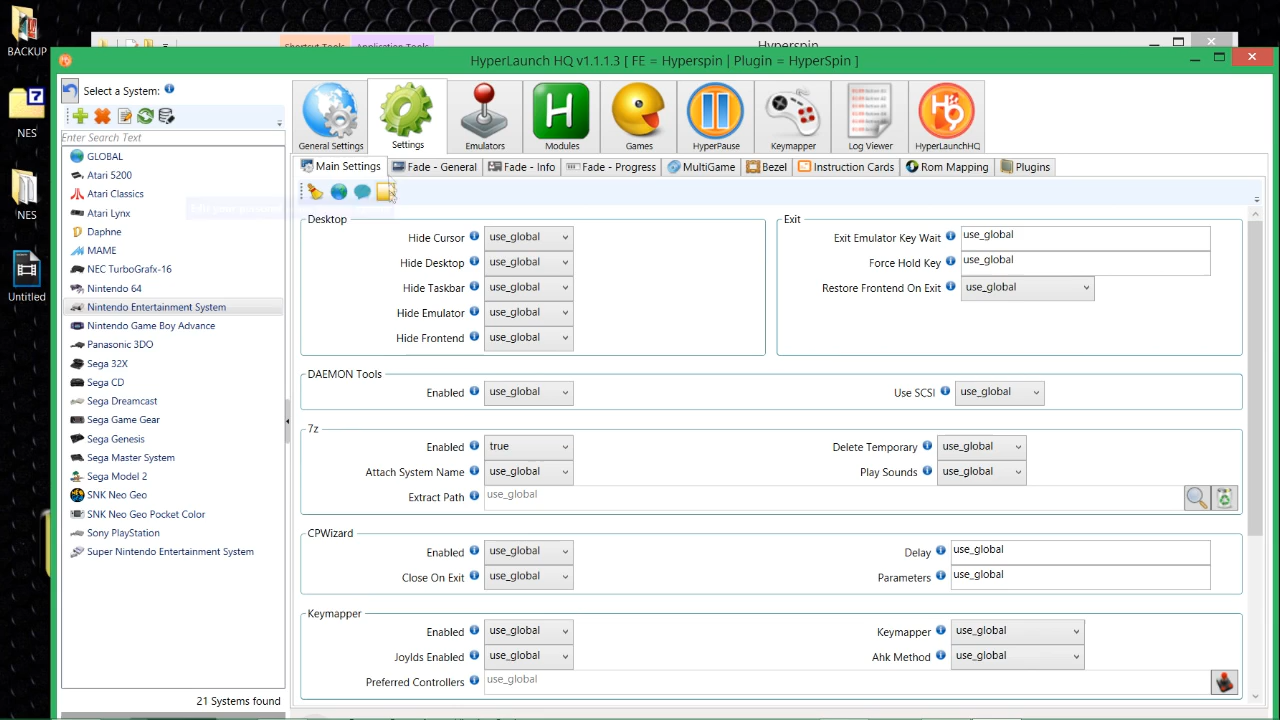 BACKUP
NES
NES
Untitled
Shortcut Tools
Application Tools
Hyperspin
HyperLaunch HQ v1.1.1.3 [ FE = Hyperspin | Plugin = HyperSpin ]
Select a System:
Enter Search Text
GLOBAL
Atari 5200
Atari Classics
Atari Lynx
Daphne
MAME
NEC TurboGrafx-16
Nintendo 64
Nintendo Entertainment System
Nintendo Game Boy Advance
Panasonic 3DO
Sega 32X
Sega CD
Sega Dreamcast
Sega Game Gear
Sega Genesis
Sega Master System
Sega Model 2
SNK Neo Geo
SNK Neo Geo Pocket Color
Sony PlayStation
Super Nintendo Entertainment System
21 Systems found
General Settings
Settings
Emulators
Modules
Games
HyperPause
Keymapper
Log Viewer
HyperLaunchHQ
Main Settings
Fade - General
Fade - Info
Fade - Progress
MultiGame
Bezel
Instruction Cards
Rom Mapping
Plugins
Desktop
Hide Cursor use_global
Hide Desktop use_global
Hide Taskbar use_global
Hide Emulator use_global
Hide Frontend use_global
Exit
Exit Emulator Key Wait use_global
Force Hold Key use_global
Restore Frontend On Exit use_global
DAEMON Tools
Enabled use_global
Use SCSI use_global
7z
Enabled true
Delete Temporary use_global
Attach System Name use_global
Play Sounds use_global
Extract Path use_global
CPWizard
Enabled use_global
Delay use_global
Close On Exit use_global
Parameters use_global
Keymapper
Enabled use_global
Keymapper use_global
JoyIds Enabled use_global
Ahk Method use_global
Preferred Controllers use_global